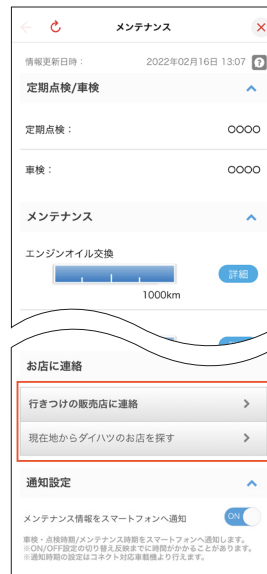 メンテナンス
情報更新日時： 2022年02月16日 13:07 ?
定期点検/車検
定期点検： 0000
車検： 0000
メンテナンス
エンジンオイル交換
詳細
1000km
お店に連絡
行きつけの販売店に連絡
現在地からダイハツのお店を探す
通知設定
メンテナンス情報をスマートフォンへ通知 ON
車検・点検時期/メンテナンス時期をスマートフォンへ通知します。
※ON/OFF設定の切り替え反映までに時間がかかることがあります。
※通知時期の設定はコネクト対応車載機より行えます。